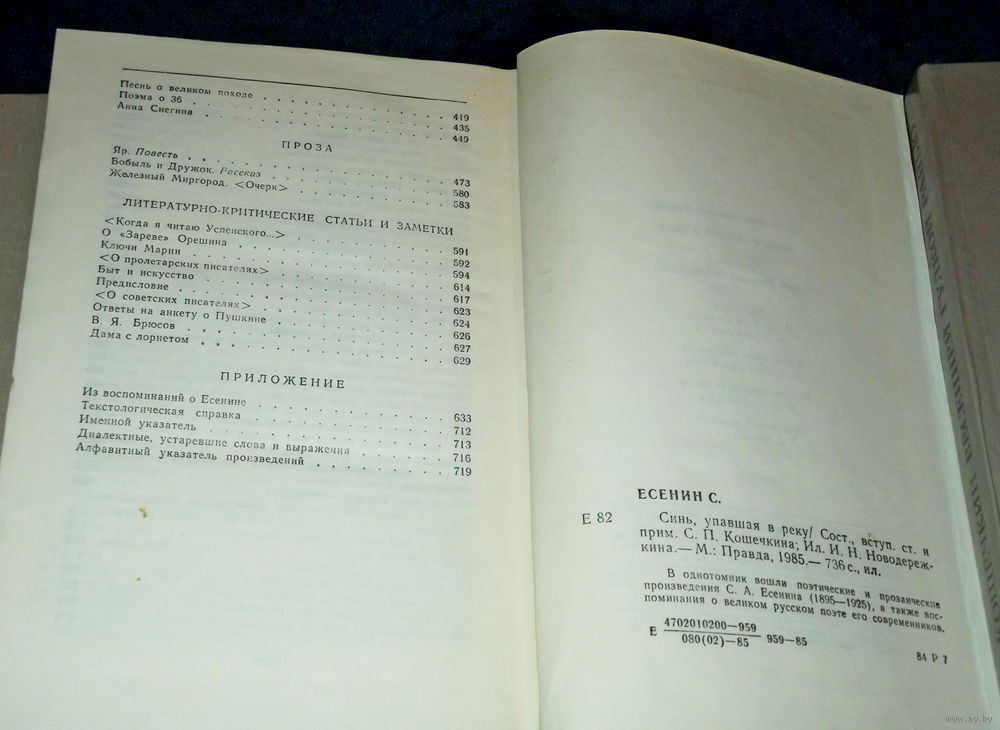 Песнь о великом походе 419
Поэма о 36 435
Анна Снегина 449
ПРОЗА
Яр. Повесть 473
Бобыль и Дружок. Рассказ 580
Железный Миргород. <Очерк> 583
ЛИТЕРАТУРНО-КРИТИЧЕСКИЕ СТАТЬИ И ЗАМЕТКИ
<Когда я читаю Успенского...> 591
О «Зареве» Орешина 592
Ключи Марии 594
<О пролетарских писателях> 614
Быт и искусство 617
Предисловие 623
<О советских писателях> 624
Ответы на анкету о Пушкине 626
В. Я. Брюсов 627
Дама с лорнетом 629
ПРИЛОЖЕНИЕ
Из воспоминаний о Есенине 633
Текстологическая справка 712
Именной указатель 713
Диалектные, устаревшие слова и выражения 716
Алфавитный указатель произведений 719
ЕСЕНИН С.
Е 82
Синь, упавшая в реку/ Сост., вступ. ст. и
прим. С. П. Кошечкина; Ил. И. Н. Новодереж-
кина.— М.: Правда, 1985.— 736 с., ил.
В однотомник вошли поэтические и прозаические
произведения С. А. Есенина (1895—1925), а также вос-
поминания о великом русском поэте его современников.
Е 4702010200—959
080(02)—85 959—85
84 Р 7
www.ay.by